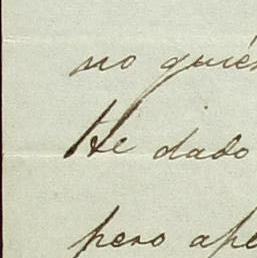 no quién
He dado
pero ape